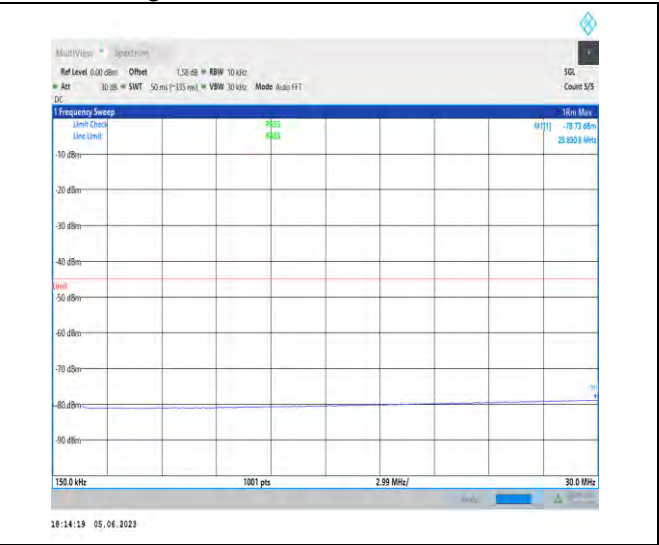 MultiView Spectrum
Ref Level 0.00 dBm Offset 1.58 dB RBW 10 kHz SGL
Att 30 dB SWT 50 ms (~335 ms) VBW 30 kHz Mode Auto FFT Count 5/5
DC
1 Frequency Sweep 1Rm Max
Limit Check PASS M1[1] -78.73 dBm
Line Limit PASS 29.8508 MHz
-10 dBm
-20 dBm
-30 dBm
-40 dBm
Limit
-50 dBm
-60 dBm
-70 dBm
M1
-80 dBm
-90 dBm
150.0 kHz 1001 pts 2.99 MHz/ 30.0 MHz
18:14:19 05.06.2023